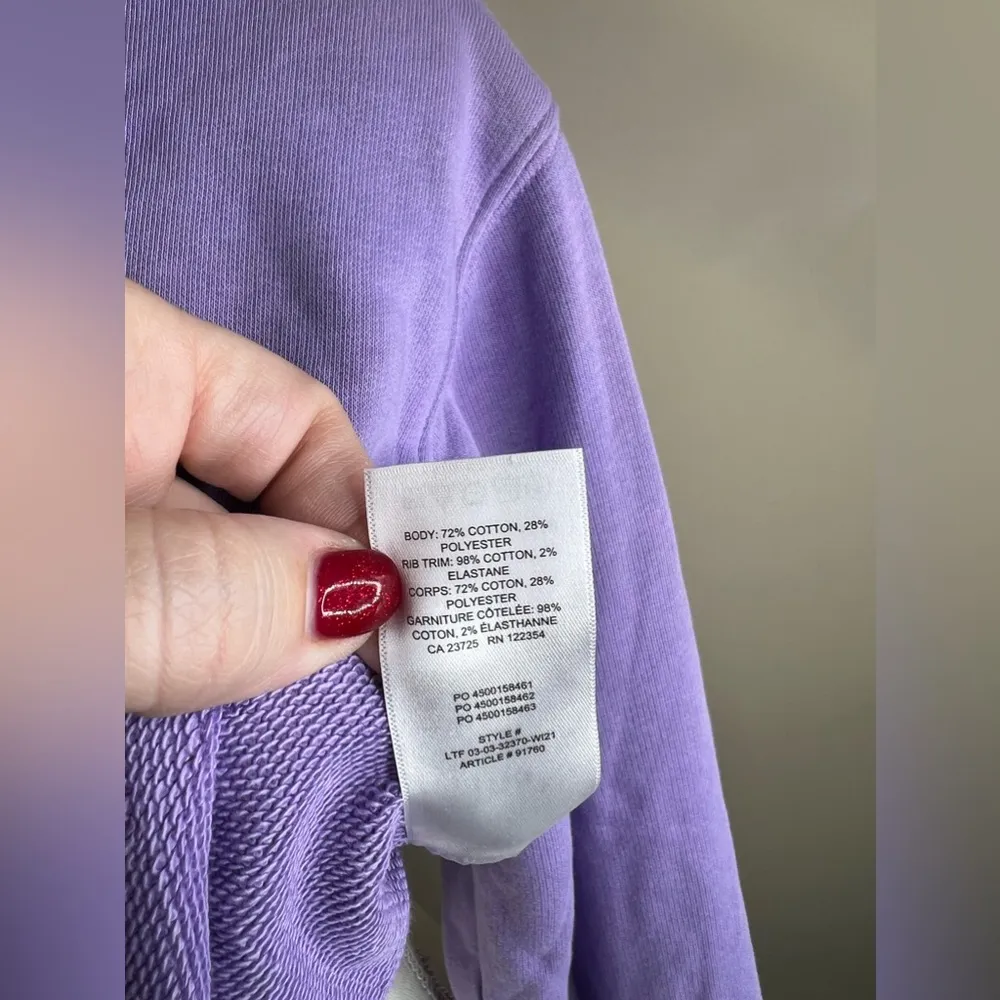 BODY: 72% COTTON, 28%
POLYESTER
RIB TRIM: 98% COTTON, 2%
ELASTANE
CORPS: 72% COTON, 28%
POLYESTER
GARNITURE CÔTELÉE: 98%
COTON, 2% ÉLASTHANNE
CA 23725 RN 122354
PO 4500158461
PO 4500158462
PO 4500158463
STYLE #
LTF 03-03-32370-WI21
ARTICLE # 91760